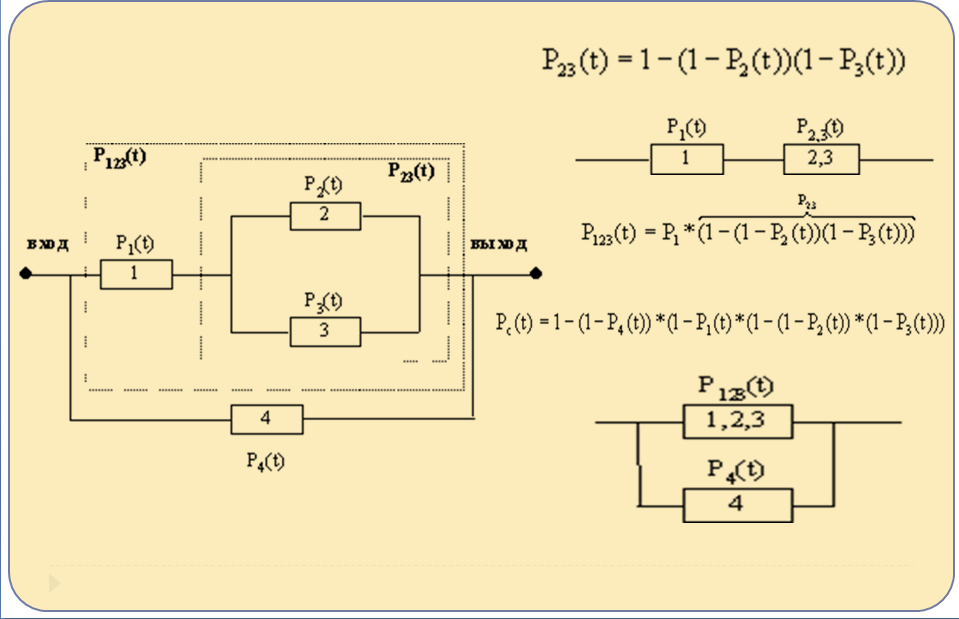 P₂₃(t) = 1 − (1 − P₂(t))(1 − P₃(t))
P₁(t) P₂,₃(t)
1 2,3
P₂₃
P₁₂₃(t) = P₁ * (1 − (1 − P₂(t))(1 − P₃(t)))
P₁₂₃(t)
P₂₃(t)
P₂(t)
2
вход
P₁(t)
1
выход
P₃(t)
3
4
P₄(t)
P_c(t) = 1 − (1 − P₄(t)) * (1 − P₁(t) * (1 − (1 − P₂(t)) * (1 − P₃(t)))
P₁₂₃(t)
1,2,3
P₄(t)
4